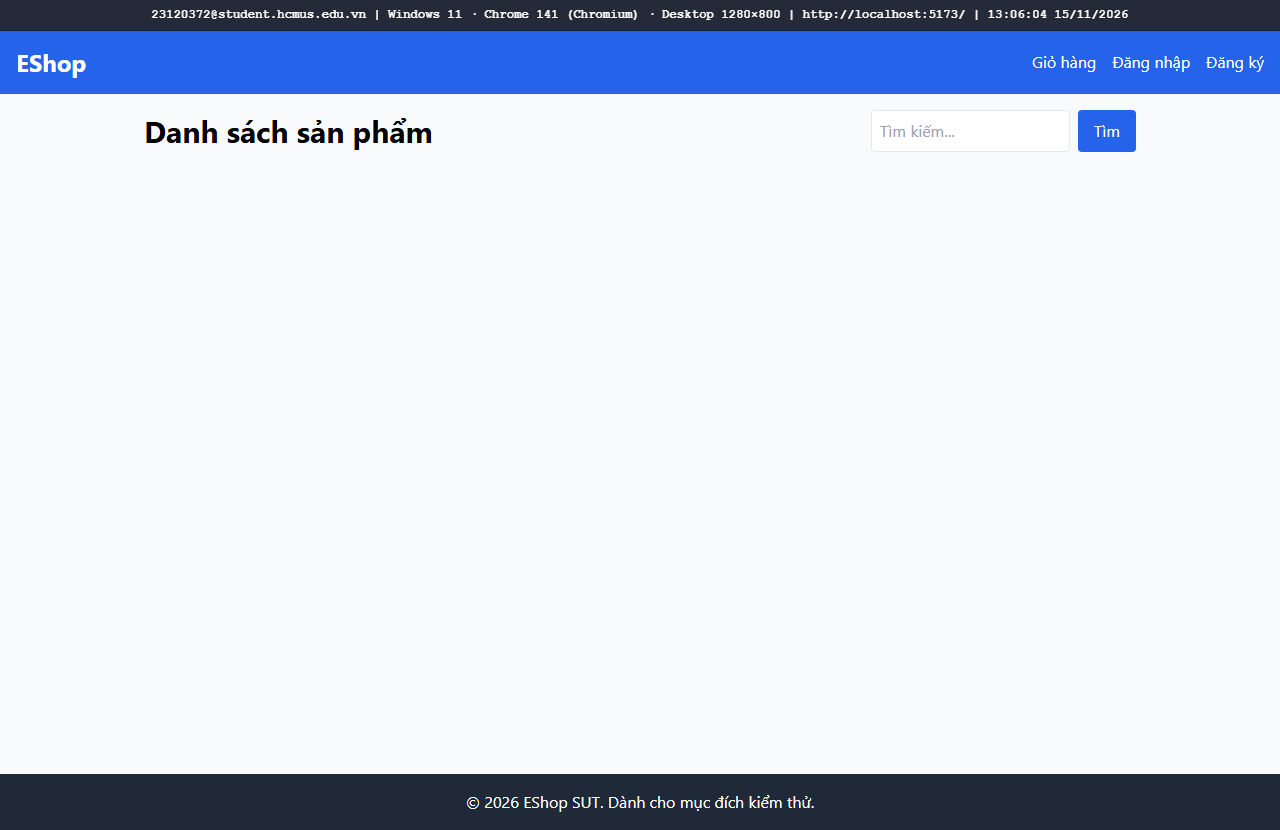 23120372@student.hcmus.edu.vn | Windows 11 · Chrome 141 (Chromium) · Desktop 1280×800 | http://localhost:5173/ | 13:06:04 15/11/2026
EShop Giỏ hàng Đăng nhập Đăng ký
Danh sách sản phẩm Tìm kiếm... Tìm
© 2026 EShop SUT. Dành cho mục đích kiểm thử.